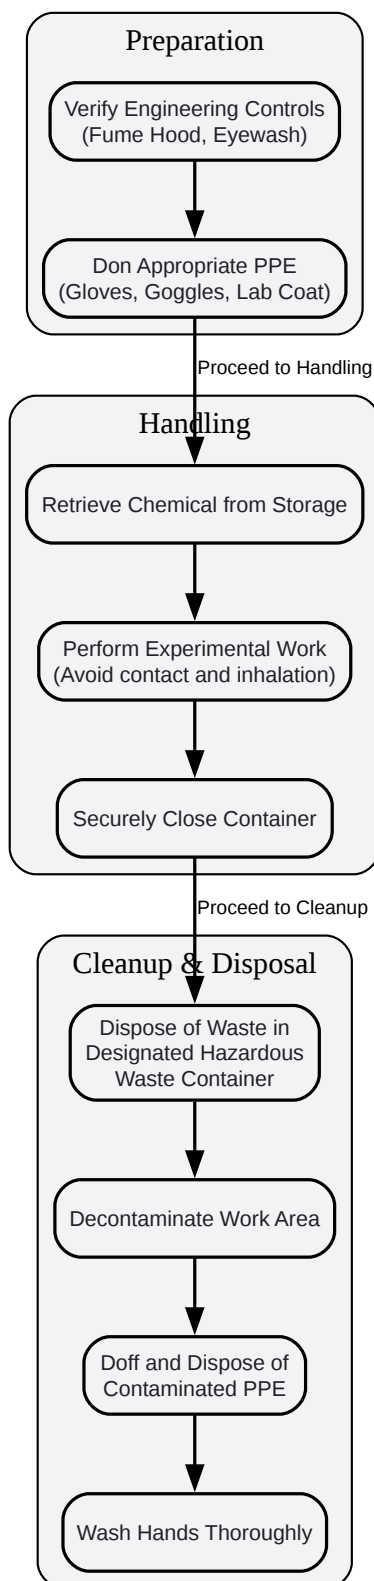 Preparation
Verify Engineering Controls
(Fume Hood, Eyewash)
Don Appropriate PPE
(Gloves, Goggles, Lab Coat)
Proceed to Handling
Handling
Retrieve Chemical from Storage
Perform Experimental Work
(Avoid contact and inhalation)
Securely Close Container
Proceed to Cleanup
Cleanup & Disposal
Dispose of Waste in
Designated Hazardous
Waste Container
Decontaminate Work Area
Doff and Dispose of
Contaminated PPE
Wash Hands Thoroughly